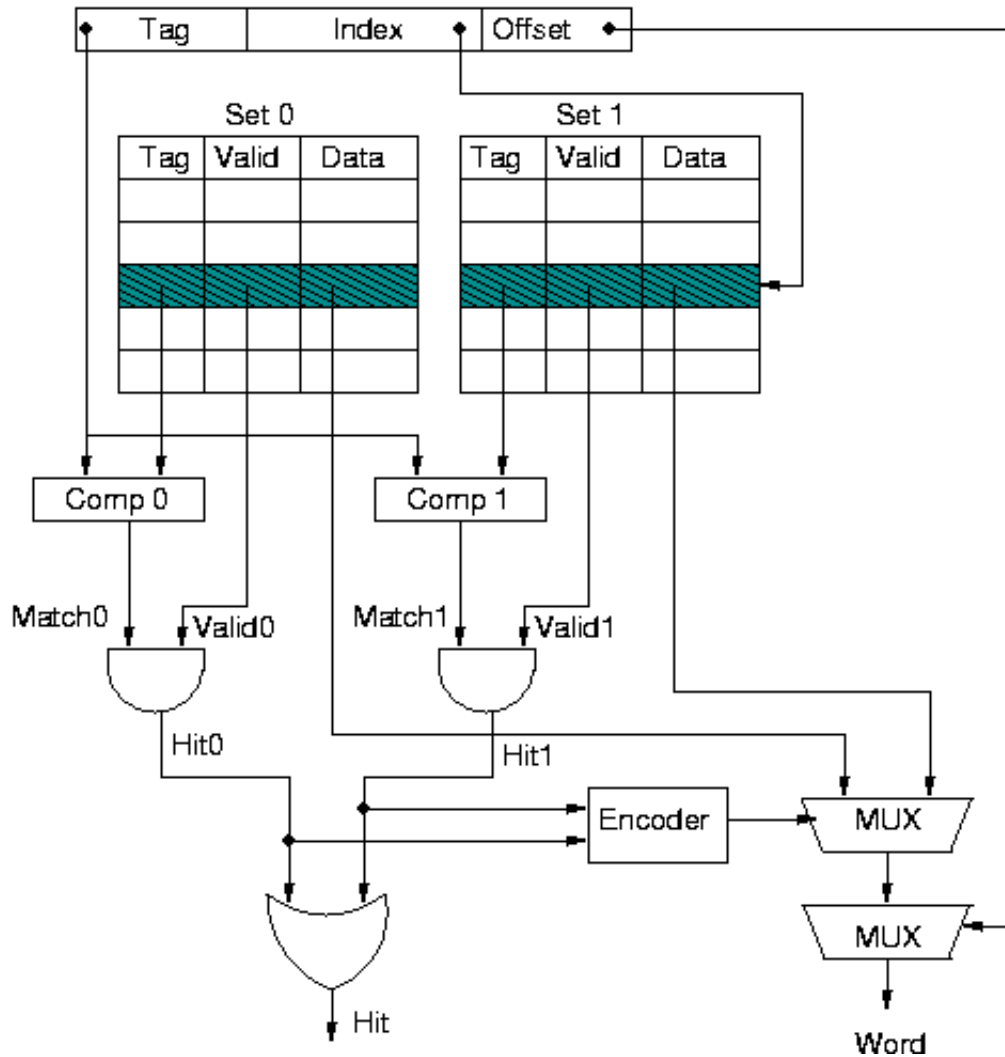 Tag Index Offset
Set 0 Set 1
Tag Valid Data Tag Valid Data
Comp 0 Comp 1
Match0 Valid0 Match1 Valid1
Hit0 Hit1
Encoder MUX
MUX
Hit Word